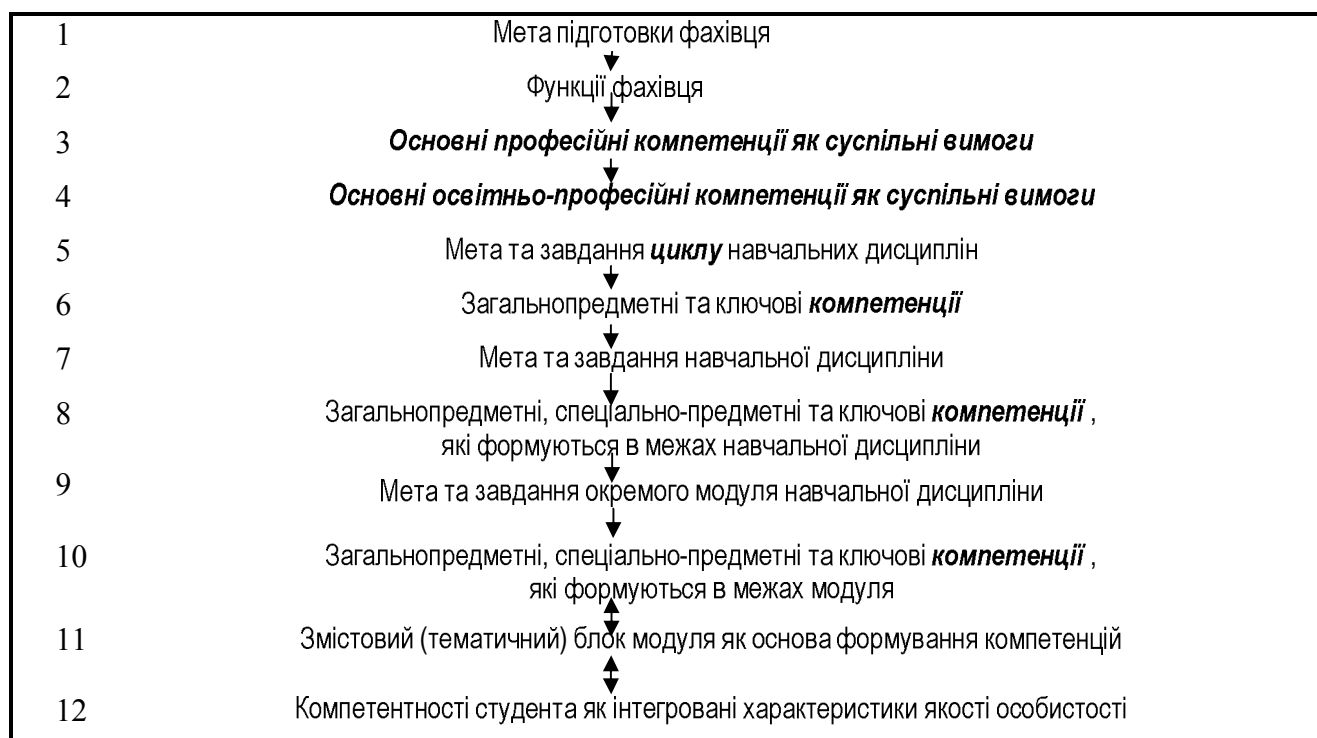 1 Мета підготовки фахівця
2 Функції фахівця
3 Основні професійні компетенції як суспільні вимоги
4 Основні освітньо-професійні компетенції як суспільні вимоги
5 Мета та завдання циклу навчальних дисциплін
6 Загальнопредметні та ключові компетенції
7 Мета та завдання навчальної дисципліни
8 Загальнопредметні, спеціально-предметні та ключові компетенції ,
які формуються в межах навчальної дисципліни
9 Мета та завдання окремого модуля навчальної дисципліни
10 Загальнопредметні, спеціально-предметні та ключові компетенції ,
які формуються в межах модуля
11 Змістовий (тематичний) блок модуля як основа формування компетенцій
12 Компетентності студента як інтегровані характеристики якості особистості